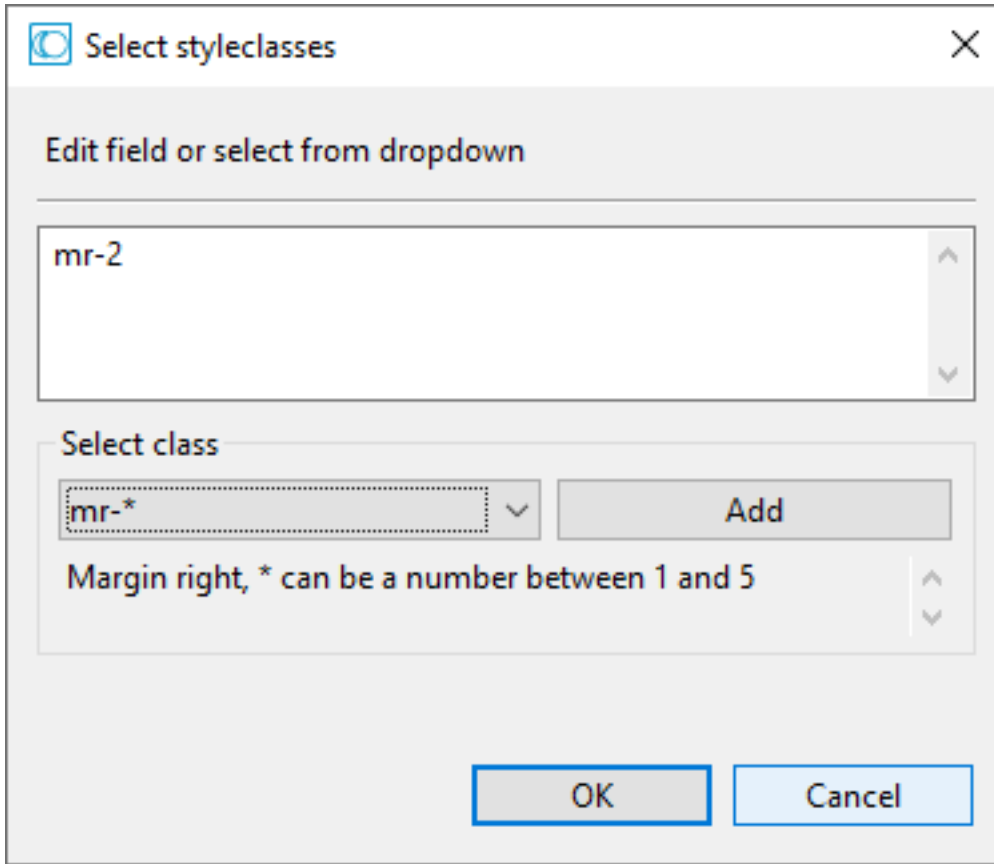 Select styleclasses
Edit field or select from dropdown
mr-2
Select class
mr-*
Add
Margin right, * can be a number between 1 and 5
OK
Cancel